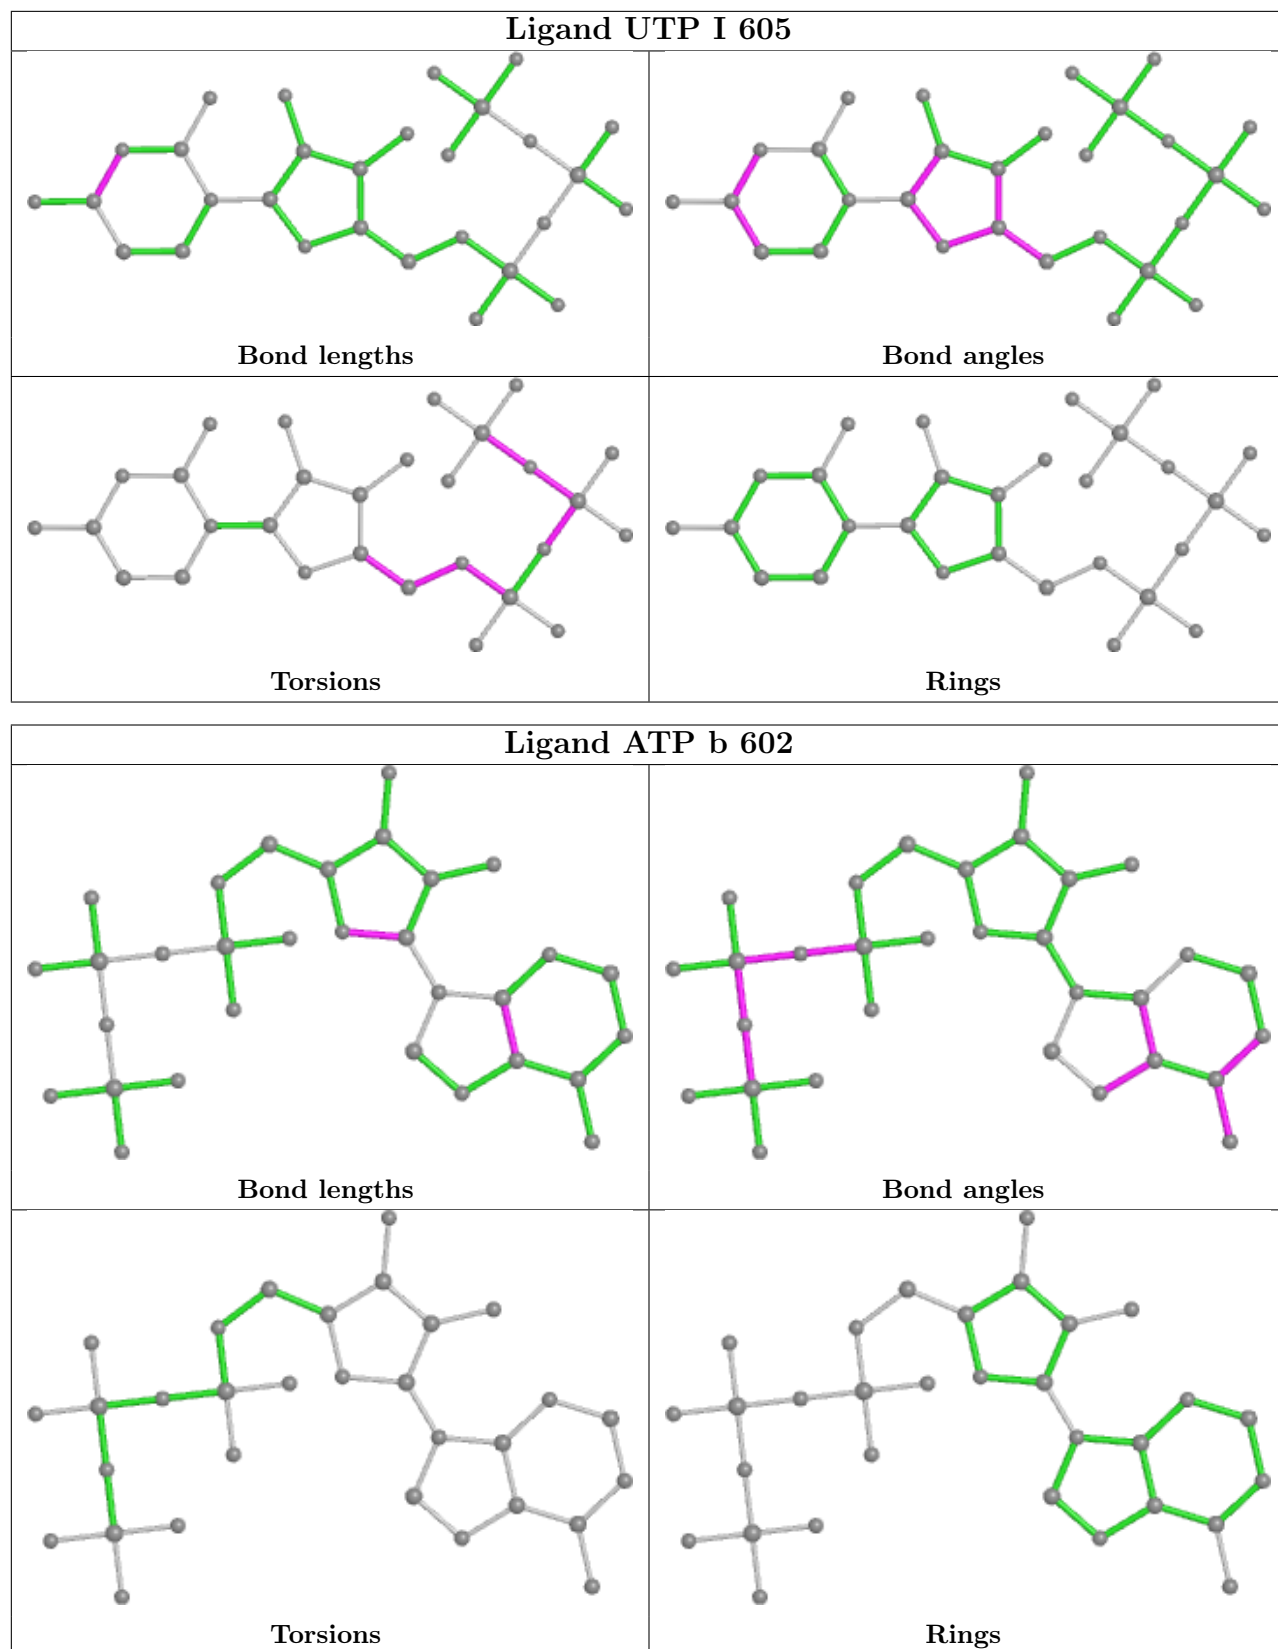 Ligand UTP I 605
Bond lengths
Bond angles
Torsions
Rings
Ligand ATP b 602
Bond lengths
Bond angles
Torsions
Rings